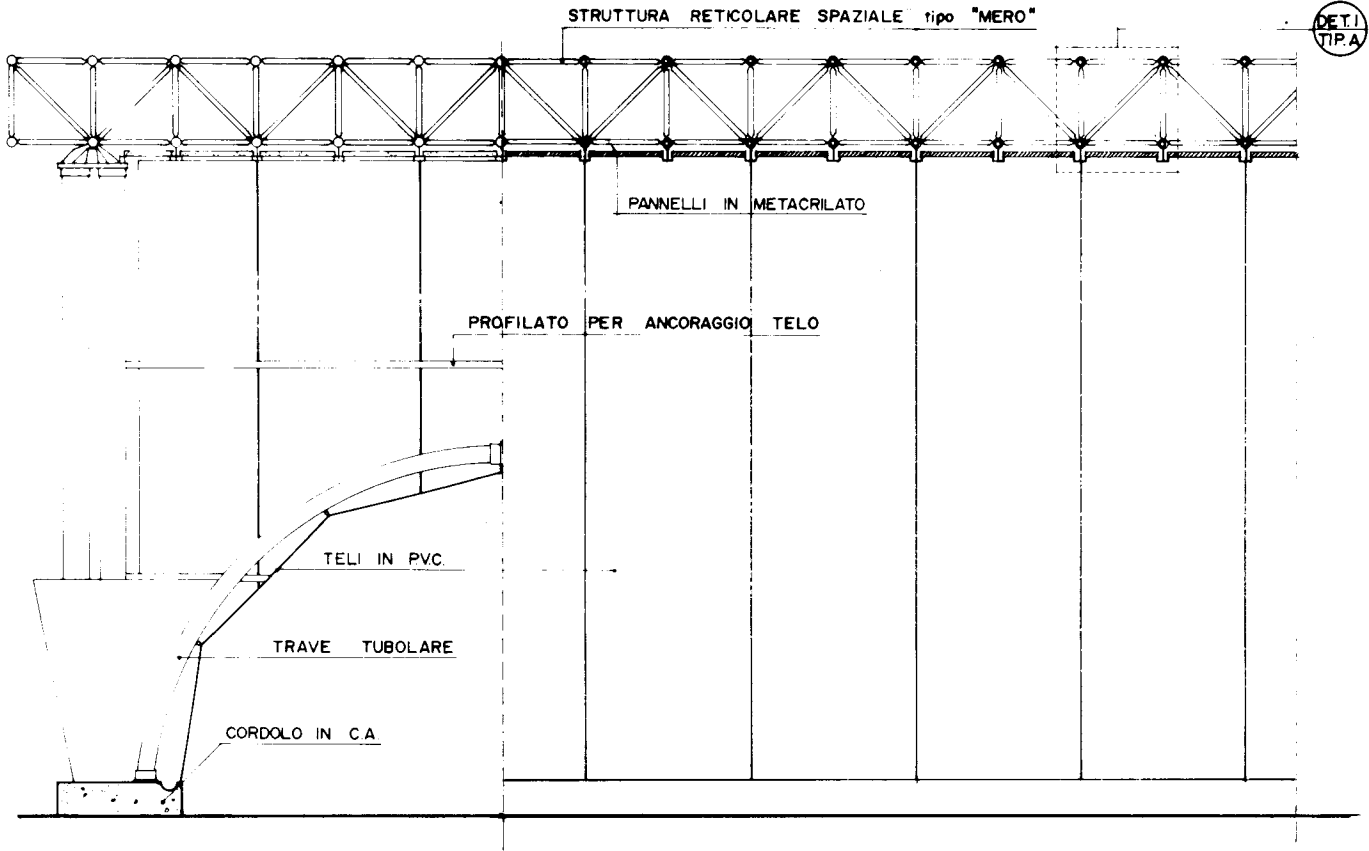 STRUTTURA RETICOLARE SPAZIALE tipo "MERO"
DET.1
TIP.A
PANNELLI IN METACRILATO
PROFILATO PER ANCORAGGIO TELO
TELI IN P.V.C.
TRAVE TUBOLARE
CORDOLO IN C.A.